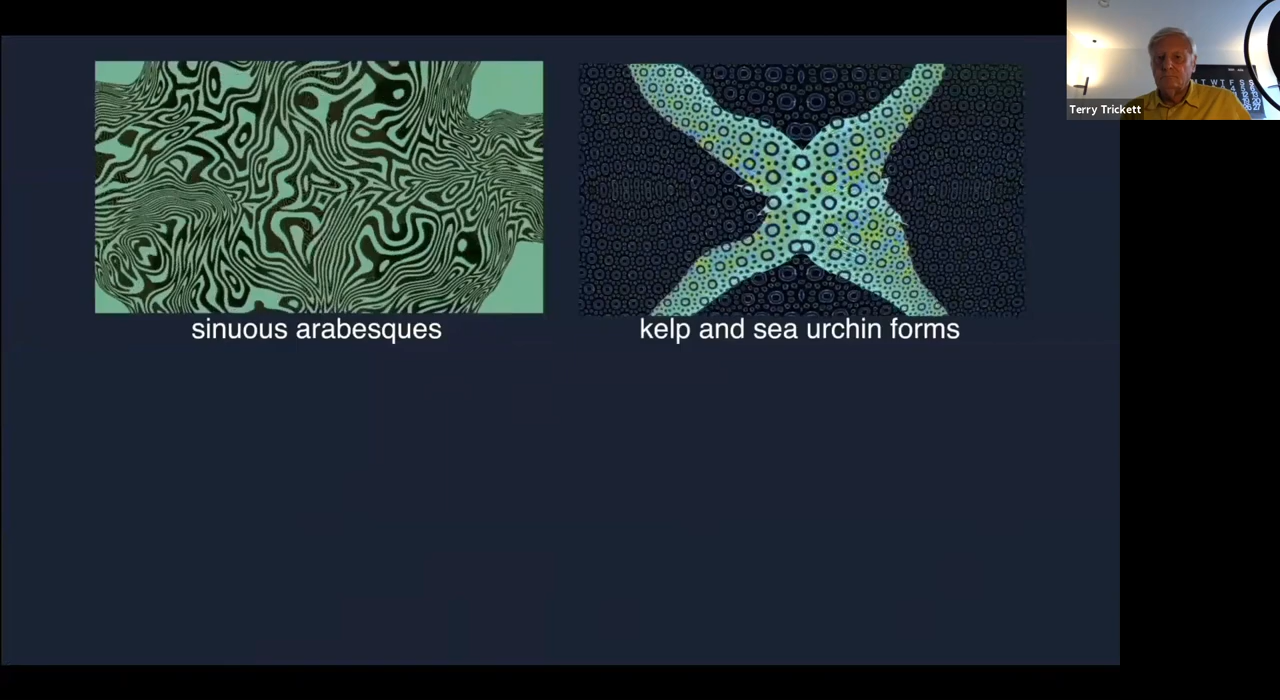 sinuous arabesques
kelp and sea urchin forms
Terry Trickett